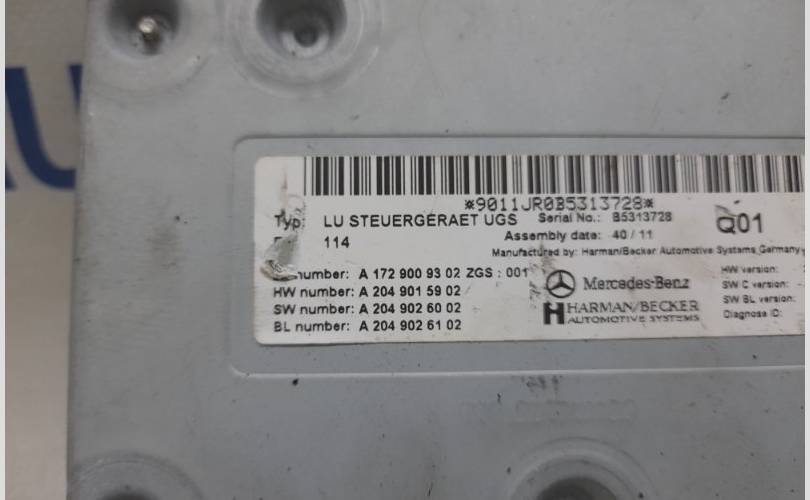 AU
*9011JR0B5313728*
Typ: LU STEUERGERAET UGS Serial No.: B5313728 Q01
114 Assembly date: 40 / 11
Manufactured by: Harman/Becker Automotive Systems, Germany
number: A 172 900 93 02 ZGS : 001 HW version:
HW number: A 204 901 59 02 Mercedes-Benz SW C version:
SW number: A 204 902 60 02 HARMAN/BECKER SW BL version:
BL number: A 204 902 61 02 AUTOMOTIVE SYSTEMS Diagnose ID: